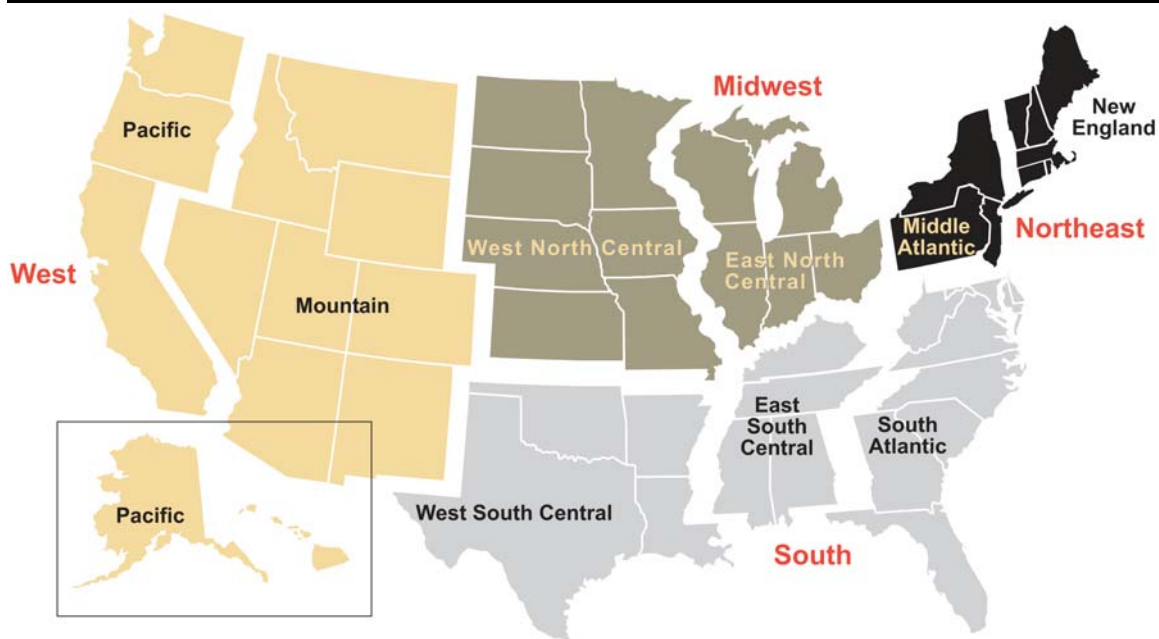 Midwest
New
England
Pacific
Northeast
Middle
Atlantic
West North Central
East North
Central
West
Mountain
East
South
Central
South
Atlantic
West South Central
Pacific
South